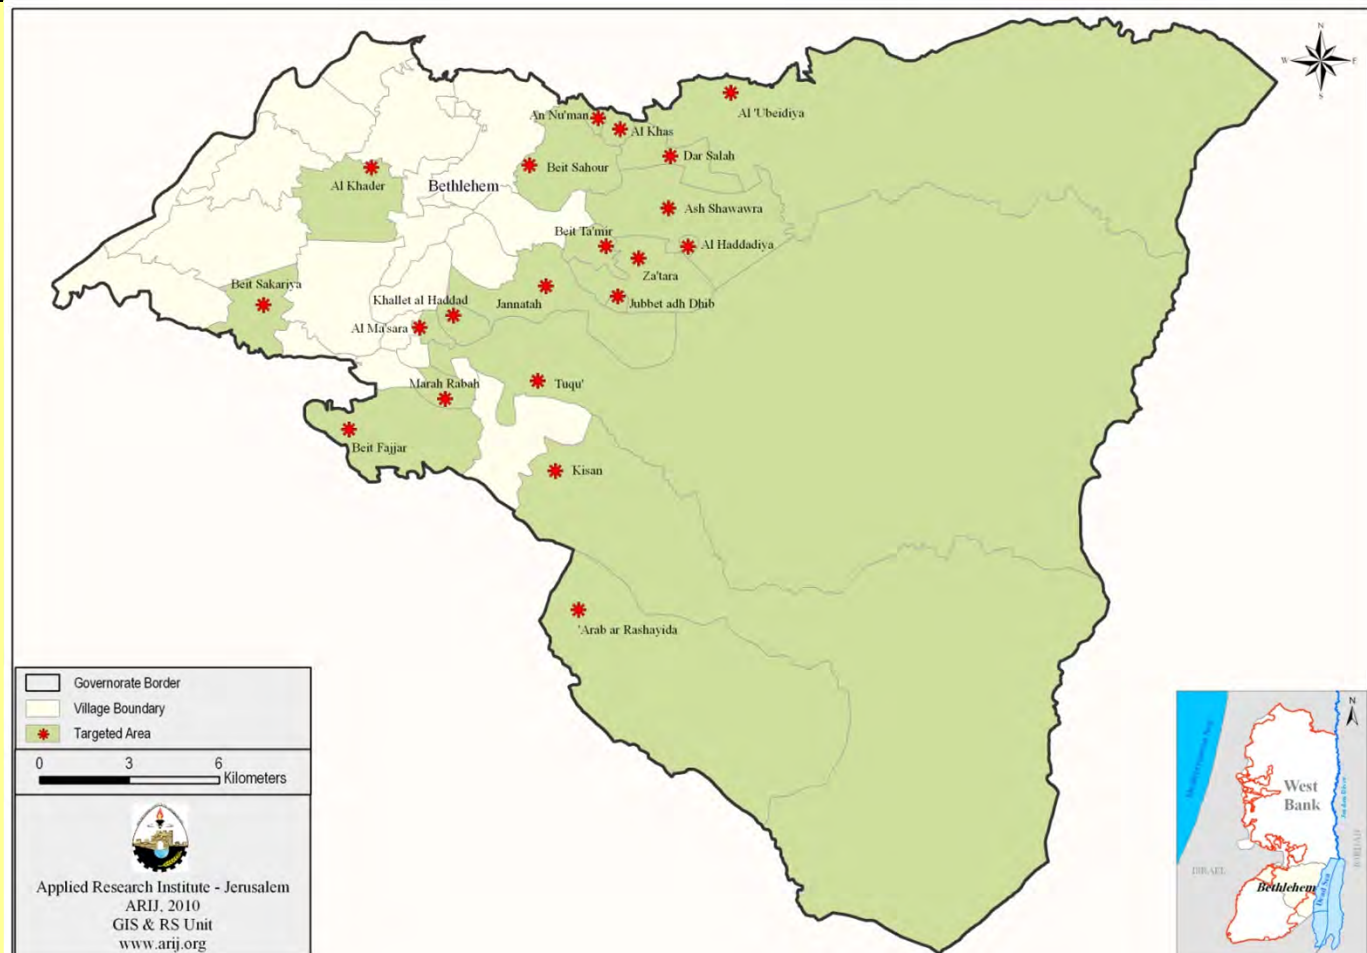 N
W
E
S
Al 'Ubeidiya
An Nu'man
Al Khas
Dar Salah
Beit Sahour
Al Khader
Bethlehem
Ash Shawawra
Beit Ta'mir
Al Haddadiya
Za'tara
Beit Sakariya
Khallet al Haddad
Jannatah
Jubbet adh Dhib
Al Ma'sara
Marah Rabah
Tuqu'
Beit Fajjar
Kisan
'Arab ar Rashayida
Governorate Border
Village Boundary
Targeted Area
0 3 6
Kilometers
Applied Research Institute - Jerusalem
ARIJ, 2010
GIS & RS Unit
www.arij.org
N
Mediterranean Sea
West
Bank
Jordan River
JORDAN
ISRAEL
Bethlehem
Dead Sea